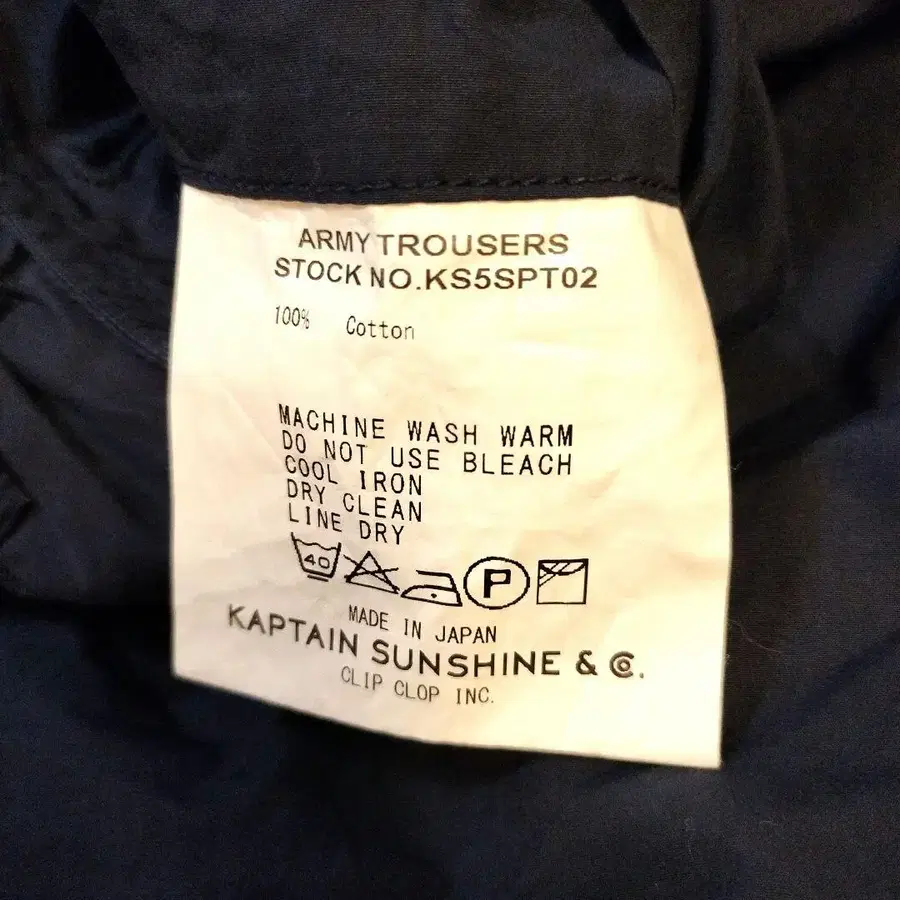 ARMY TROUSERS
STOCK NO.KS5SPT02
100% Cotton
MACHINE WASH WARM
DO NOT USE BLEACH
COOL IRON
DRY CLEAN
LINE DRY
40 P
MADE IN JAPAN
KAPTAIN SUNSHINE & Co.
CLIP CLOP INC.